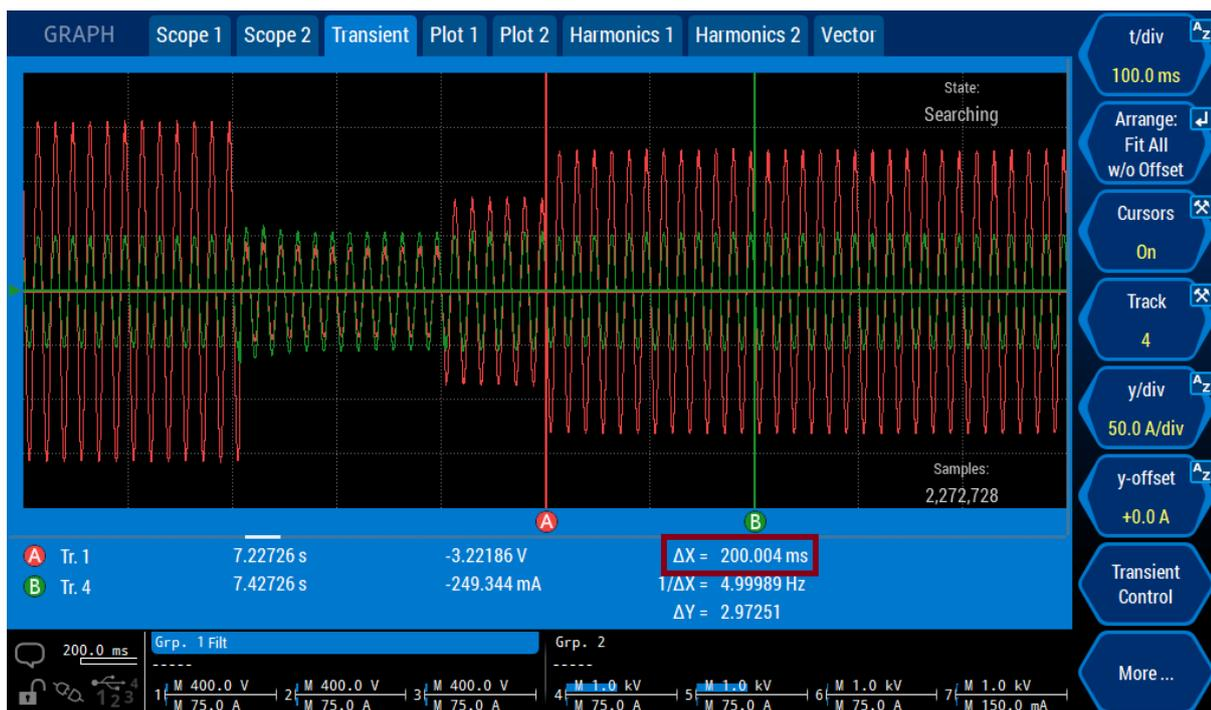 GRAPH Scope 1 Scope 2 Transient Plot 1 Plot 2 Harmonics 1 Harmonics 2 Vector
t/div
100.0 ms
State:
Searching
Arrange:
Fit All
w/o Offset
Cursors
On
Track
4
y/div
50.0 A/div
y-offset
+0.0 A
Samples:
2,272,728
A B
A Tr. 1 7.22726 s -3.22186 V ΔX = 200.004 ms
B Tr. 4 7.42726 s -249.344 mA 1/ΔX = 4.99989 Hz
ΔY = 2.97251
Transient
Control
More ...
200.0 ms
Grp. 1 Filt Grp. 2
----- -----
1 M 400.0 V 2 M 400.0 V 3 M 400.0 V 4 M 1.0 kV 5 M 1.0 kV 6 M 1.0 kV 7 M 1.0 kV
M 75.0 A M 75.0 A M 75.0 A M 75.0 A M 75.0 A M 75.0 A M 150.0 mA
1 2 3 4